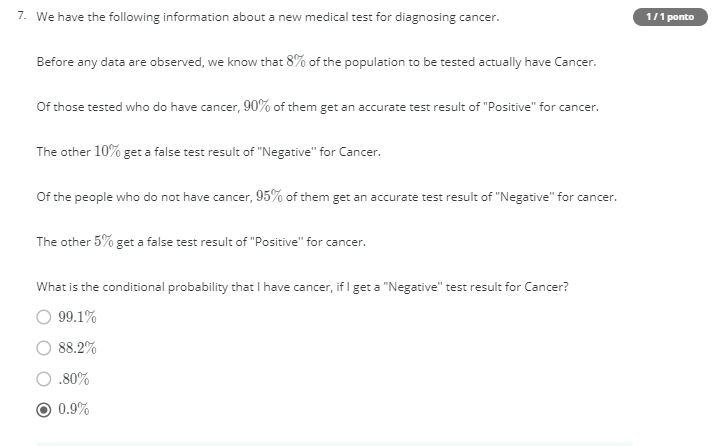 7. We have the following information about a new medical test for diagnosing cancer.
1 / 1 ponto
Before any data are observed, we know that 8% of the population to be tested actually have Cancer.
Of those tested who do have cancer, 90% of them get an accurate test result of "Positive" for cancer.
The other 10% get a false test result of "Negative" for Cancer.
Of the people who do not have cancer, 95% of them get an accurate test result of "Negative" for cancer.
The other 5% get a false test result of "Positive" for cancer.
What is the conditional probability that I have cancer, if I get a "Negative" test result for Cancer?
99.1%
88.2%
.80%
0.9%